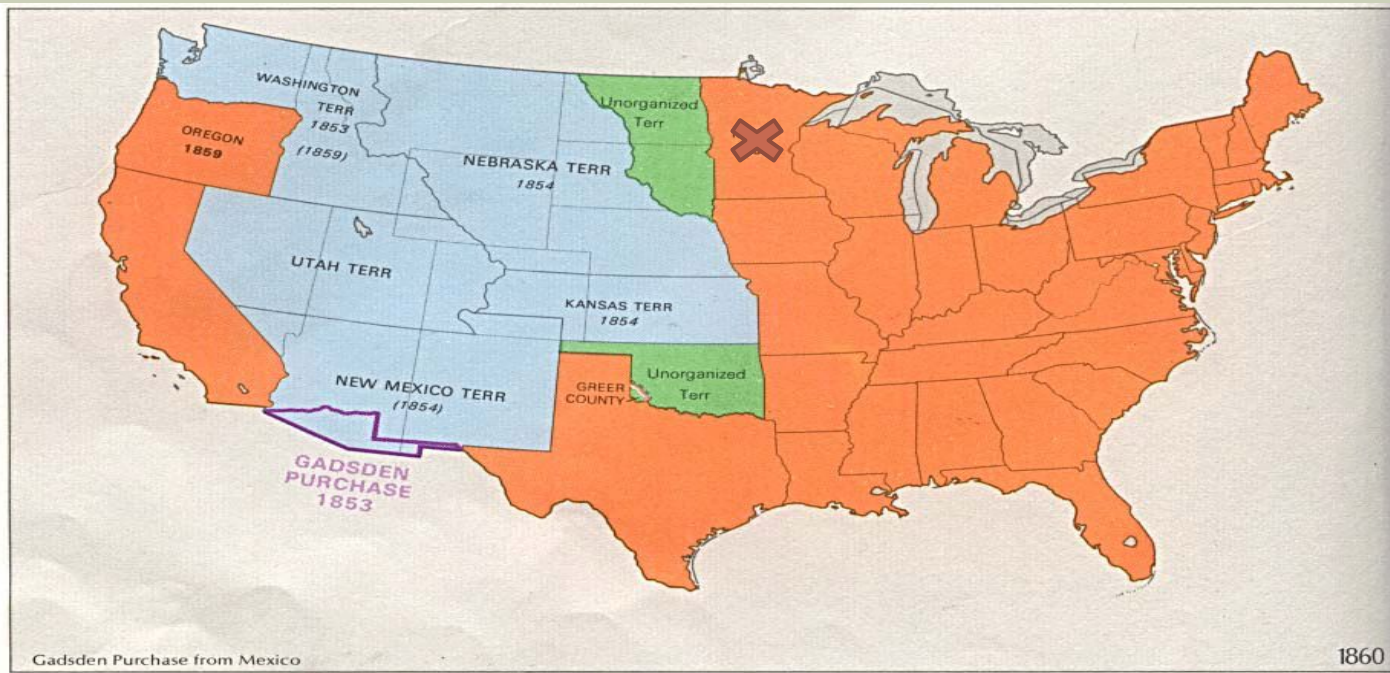 WASHINGTON
TERR
1853
(1859)
OREGON
1859
Unorganized
Terr
NEBRASKA TERR
1854
UTAH TERR
KANSAS TERR
1854
NEW MEXICO TERR
(1854)
GREER
COUNTY
Unorganized
Terr
GADSDEN
PURCHASE
1853
Gadsden Purchase from Mexico
1860